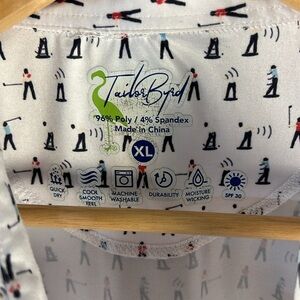 TailorByrd
96% Poly / 4% Spandex
Made in China
XL
QUICK DRY
COOL SMOOTH FEEL
MACHINE WASHABLE
DURABILITY
MOISTURE WICKING
SPF 30